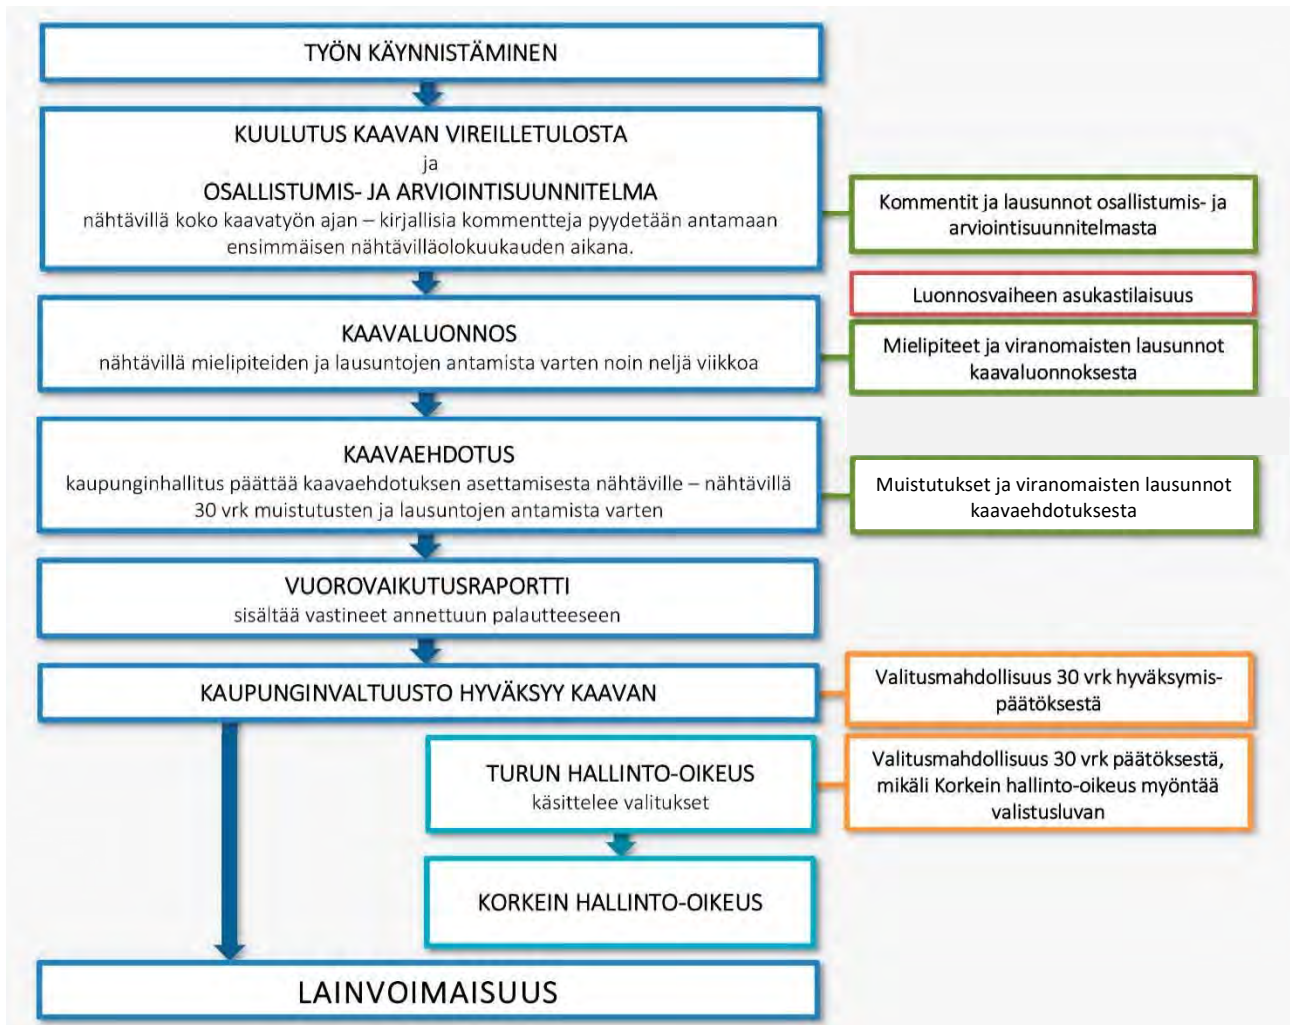 TYÖN KÄYNNISTÄMINEN
KUULUTUS KAAVAN VIREILLETULOSTA
ja
OSALLISTUMIS- JA ARVIOINTISUUNNITELMA
nähtävillä koko kaavatyön ajan – kirjallisia kommentteja pyydetään antamaan
ensimmäisen nähtävilläolokuukauden aikana.
Kommentit ja lausunnot osallistumis- ja
arviointisuunnitelmasta
Luonnosvaiheen asukastilaisuus
KAAVALUONNOS
nähtävillä mielipiteiden ja lausuntojen antamista varten noin neljä viikkoa
Mielipiteet ja viranomaisten lausunnot
kaavaluonnoksesta
KAAVAEHDOTUS
kaupunginhallitus päättää kaavaehdotuksen asettamisesta nähtäville – nähtävillä
30 vrk muistutusten ja lausuntojen antamista varten
Muistutukset ja viranomaisten lausunnot
kaavaehdotuksesta
VUOROVAIKUTUSRAPORTTI
sisältää vastineet annettuun palautteeseen
KAUPUNGINVALTUUSTO HYVÄKSYY KAAVAN
Valitusmahdollisuus 30 vrk hyväksymis-
päätöksestä
TURUN HALLINTO-OIKEUS
käsittelee valitukset
Valitusmahdollisuus 30 vrk päätöksestä,
mikäli Korkein hallinto-oikeus myöntää
valistusluvan
KORKEIN HALLINTO-OIKEUS
LAINVOIMAISUUS